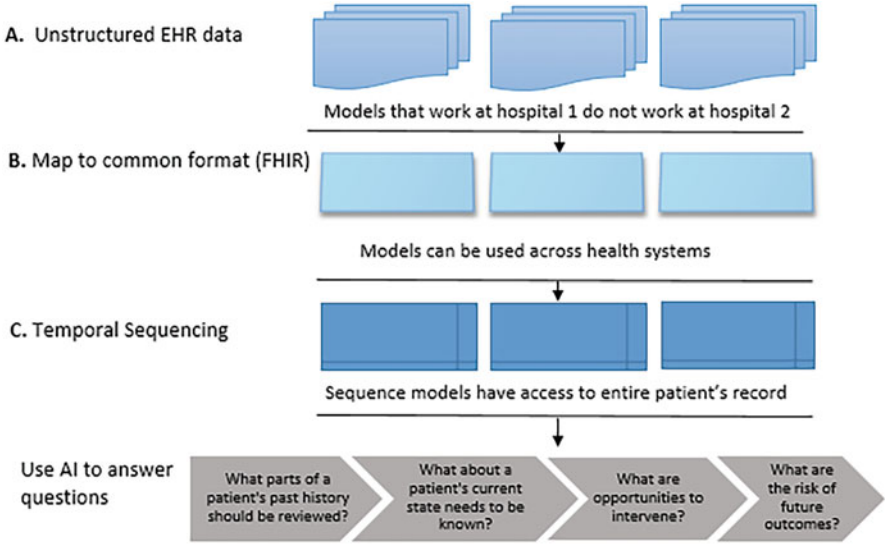 A. Unstructured EHR data
Models that work at hospital 1 do not work at hospital 2
B. Map to common format (FHIR)
Models can be used across health systems
C. Temporal Sequencing
Sequence models have access to entire patient's record
Use AI to answer
questions
What parts of a
patient's past history
should be reviewed?
What about a
patient's current
state needs to be
known?
What are
opportunities to
intervene?
What are
the risk of
future
outcomes?